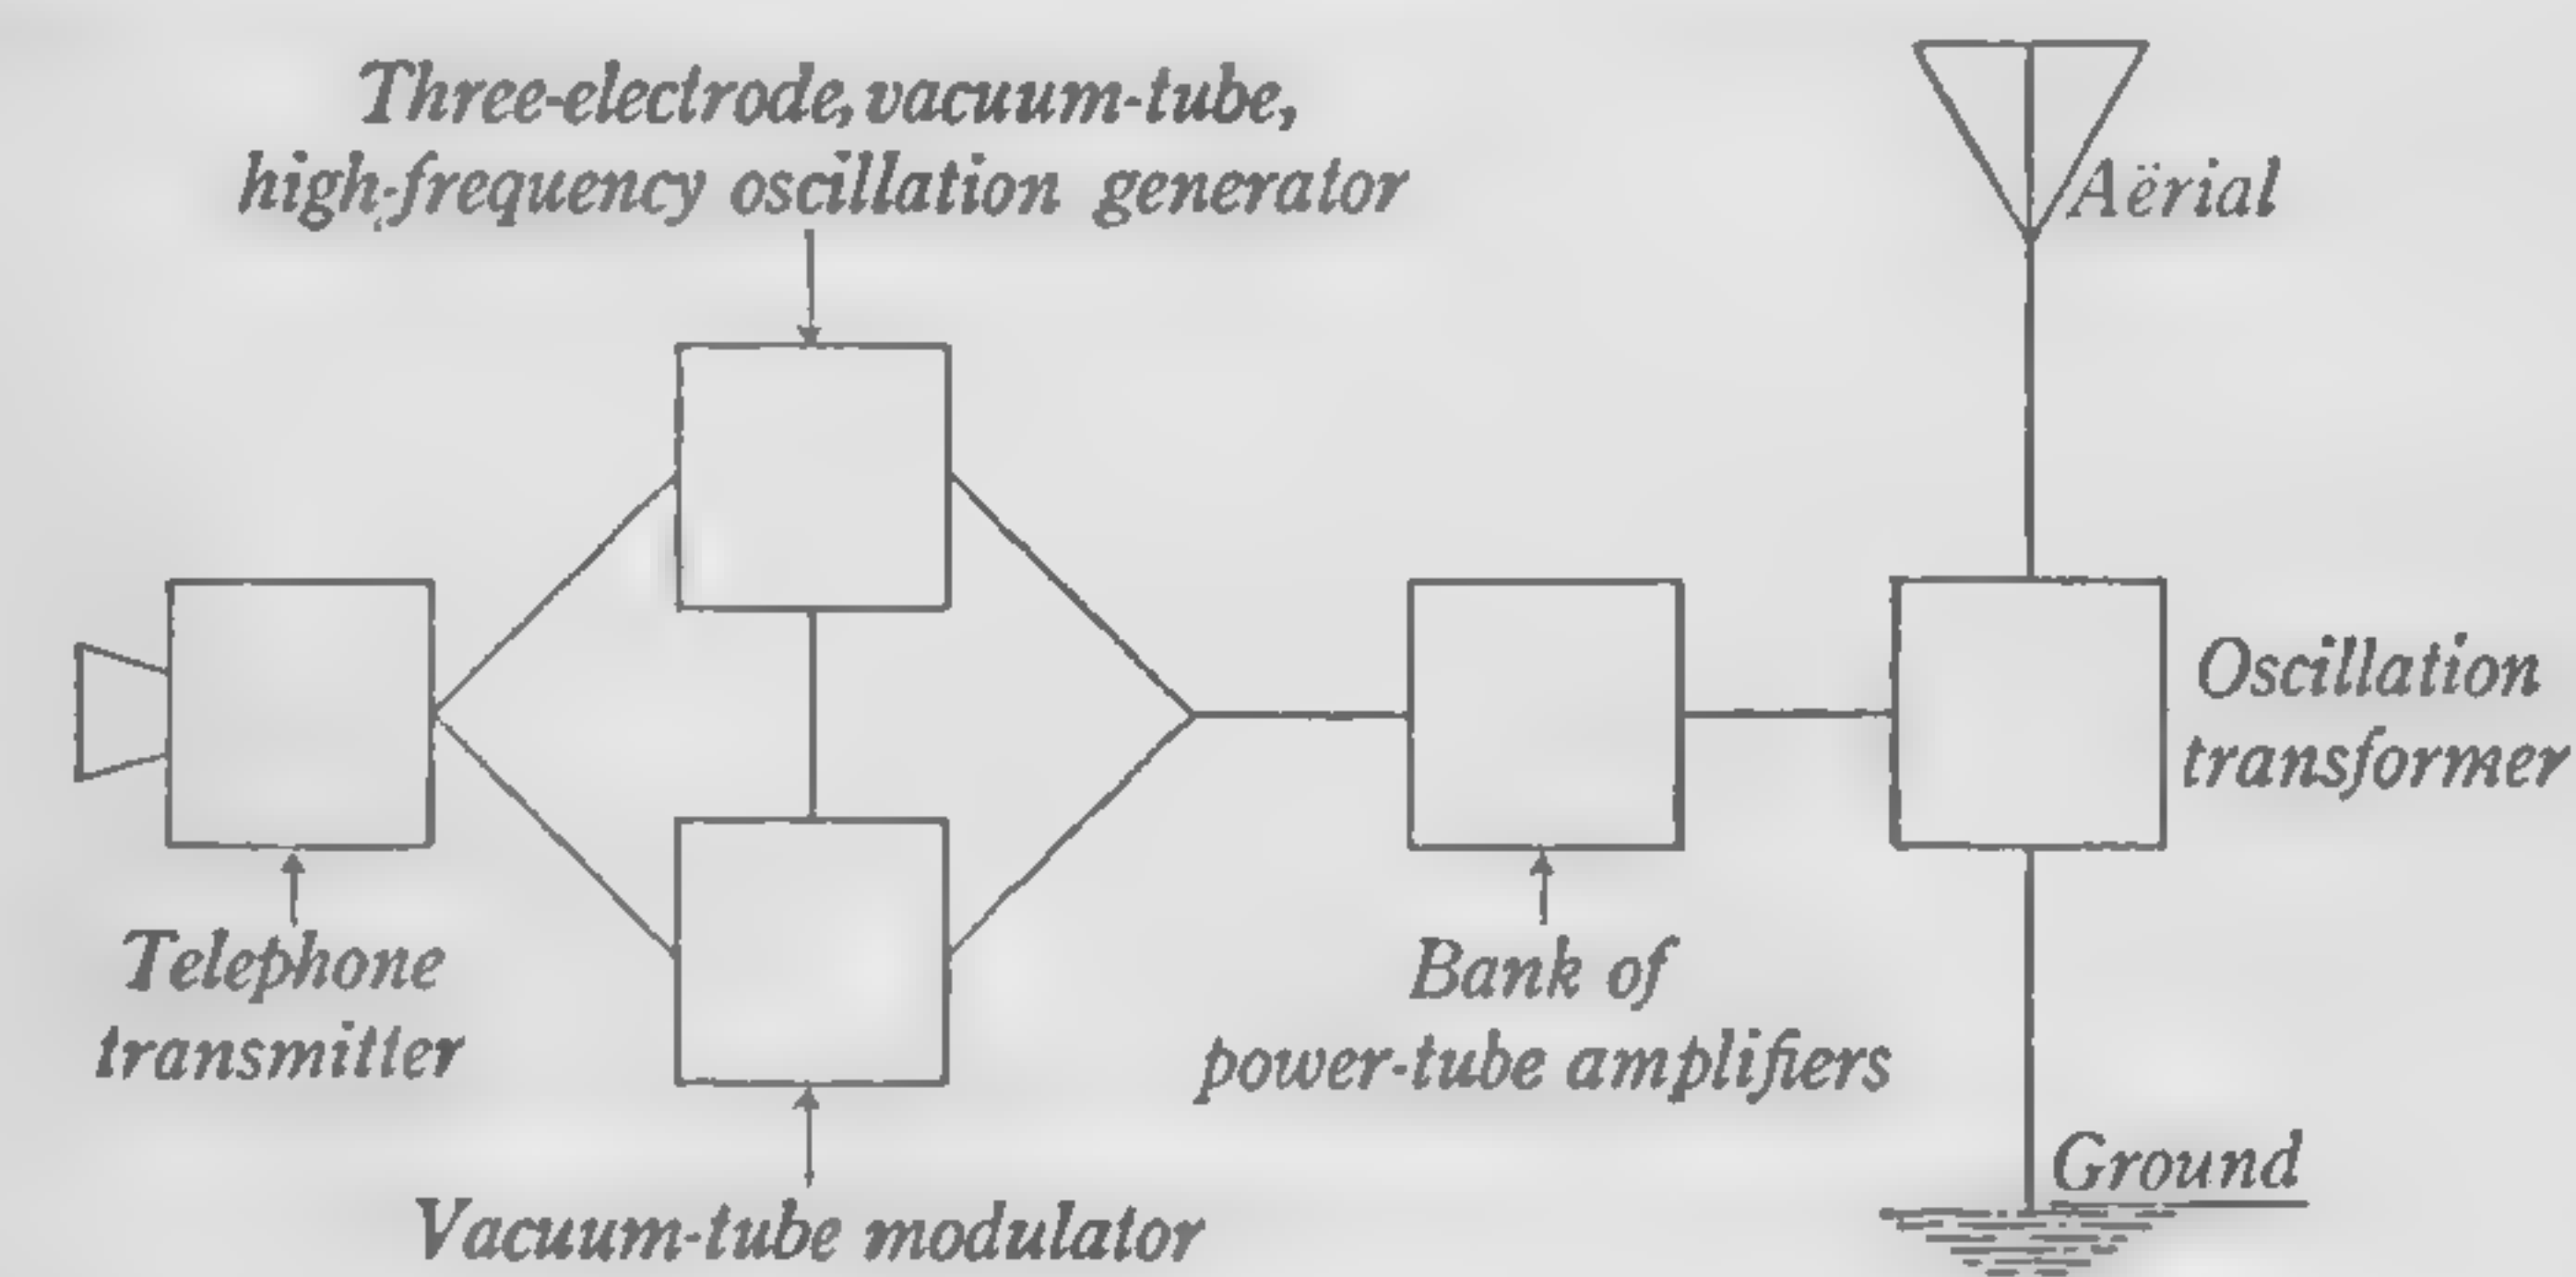 Three-electrode, vacuum-tube,
high-frequency oscillation generator
Aërial
Oscillation
transformer
Telephone
transmitter
Bank of
power-tube amplifiers
Vacuum-tube modulator
Ground